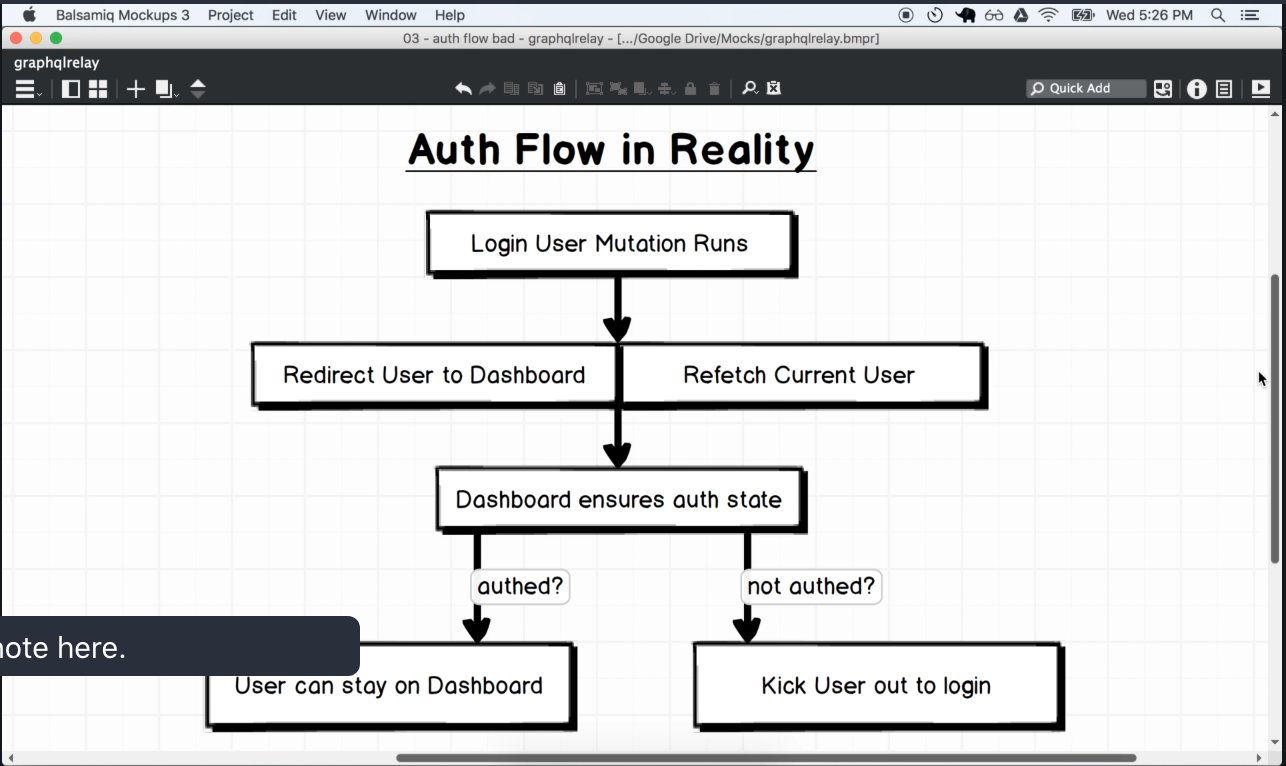 Balsamiq Mockups 3 Project Edit View Window Help Wed 5:26 PM
03 - auth flow bad - graphqlrelay - [.../Google Drive/Mocks/graphqlrelay.bmpr]
graphqlrelay
Quick Add
Auth Flow in Reality
Login User Mutation Runs
Redirect User to Dashboard
Refetch Current User
Dashboard ensures auth state
authed?
not authed?
here.
User can stay on Dashboard
Kick User out to login